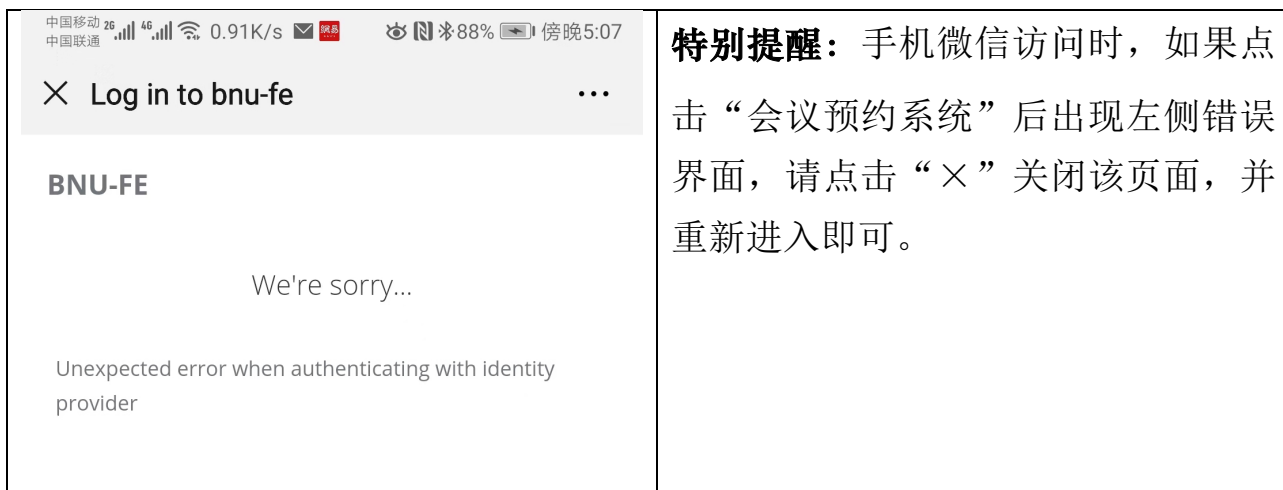 中国移动 2G 4G 0.91K/s 网易 88% 傍晚5:07
中国联通
× Log in to bnu-fe ...
BNU-FE
We're sorry...
Unexpected error when authenticating with identity
provider
特别提醒：手机微信访问时，如果点
击“会议预约系统”后出现左侧错误
界面，请点击“×”关闭该页面，并
重新进入即可。